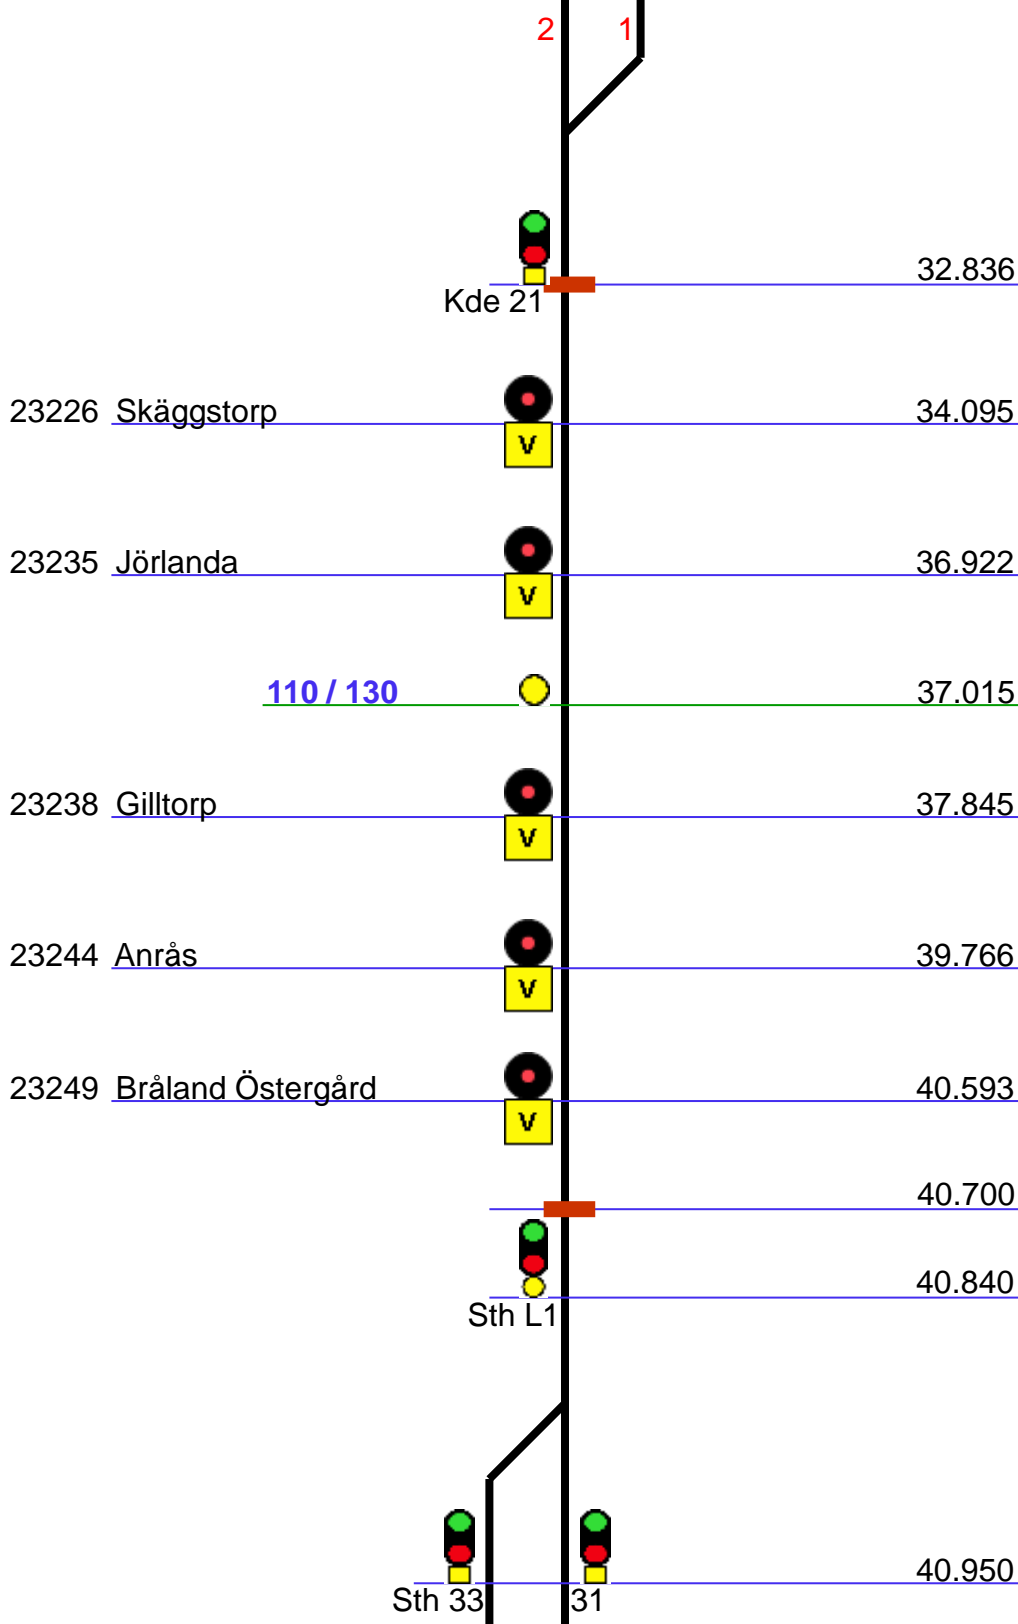 2 1
32.836
Kde 21
23226 Skäggstorp 34.095
V
23235 Jörlanda 36.922
V
110 / 130 37.015
23238 Gilltorp 37.845
V
23244 Anrås 39.766
V
23249 Bråland Östergård 40.593
V
40.700
40.840
Sth L1
40.950
Sth 33 31